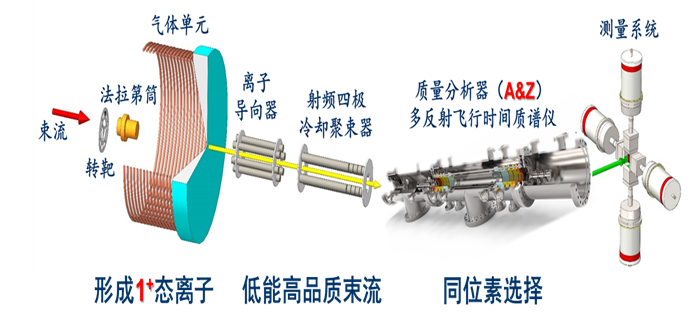 气体单元
测量系统
法拉第筒
束流
转靶
离子
导向器
射频四极
冷却聚束器
质量分析器（A&Z）
多反射飞行时间质谱仪
形成1+态离子
低能高品质束流
同位素选择